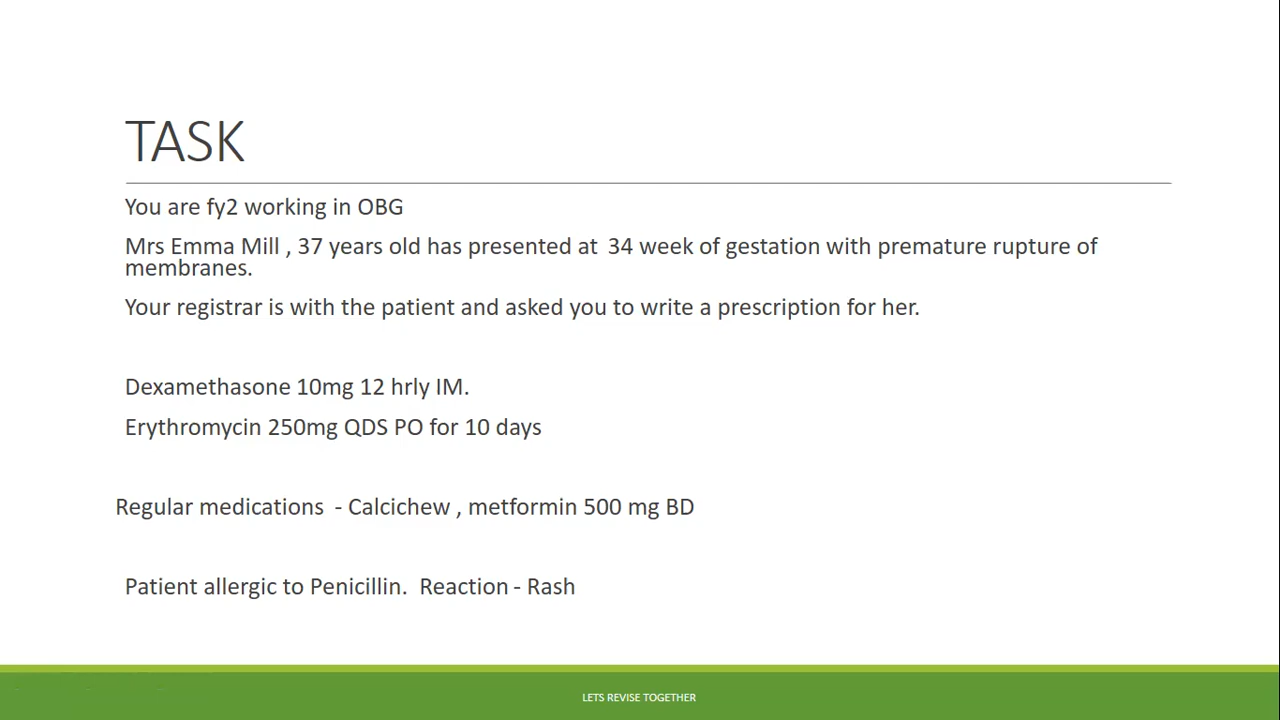 TASK
You are fy2 working in OBG
Mrs Emma Mill , 37 years old has presented at  34 week of gestation with premature rupture of
membranes.
Your registrar is with the patient and asked you to write a prescription for her.
Dexamethasone 10mg 12 hrly IM.
Erythromycin 250mg QDS PO for 10 days
Regular medications  - Calcichew , metformin 500 mg BD
Patient allergic to Penicillin.  Reaction - Rash
LETS REVISE TOGETHER